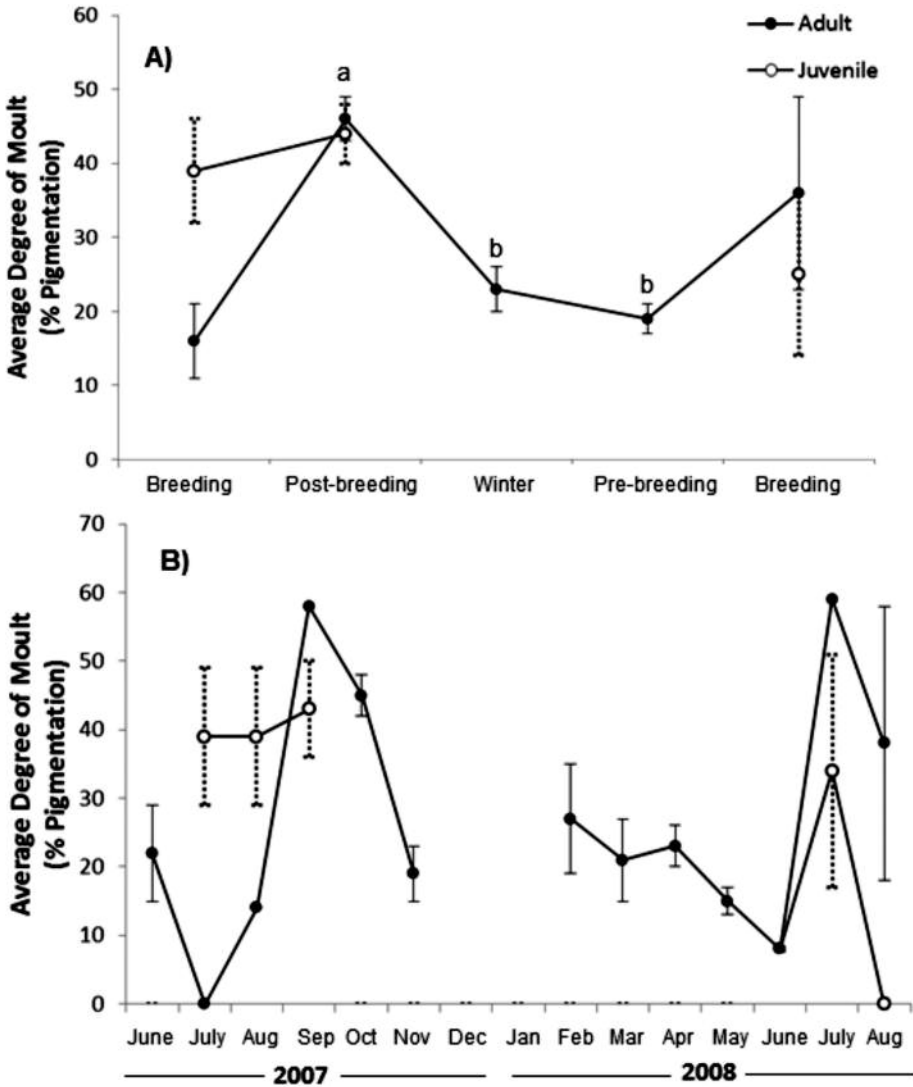 60
50
40
30
20
10
0
Average Degree of Moult
(% Pigmentation)
A)
a
b
b
Adult
Juvenile
Breeding Post-breeding Winter Pre-breeding Breeding
70
60
50
40
30
20
10
0
Average Degree of Moult
(% Pigmentation)
B)
June July Aug Sep Oct Nov Dec Jan Feb Mar Apr May June July Aug
2007 2008